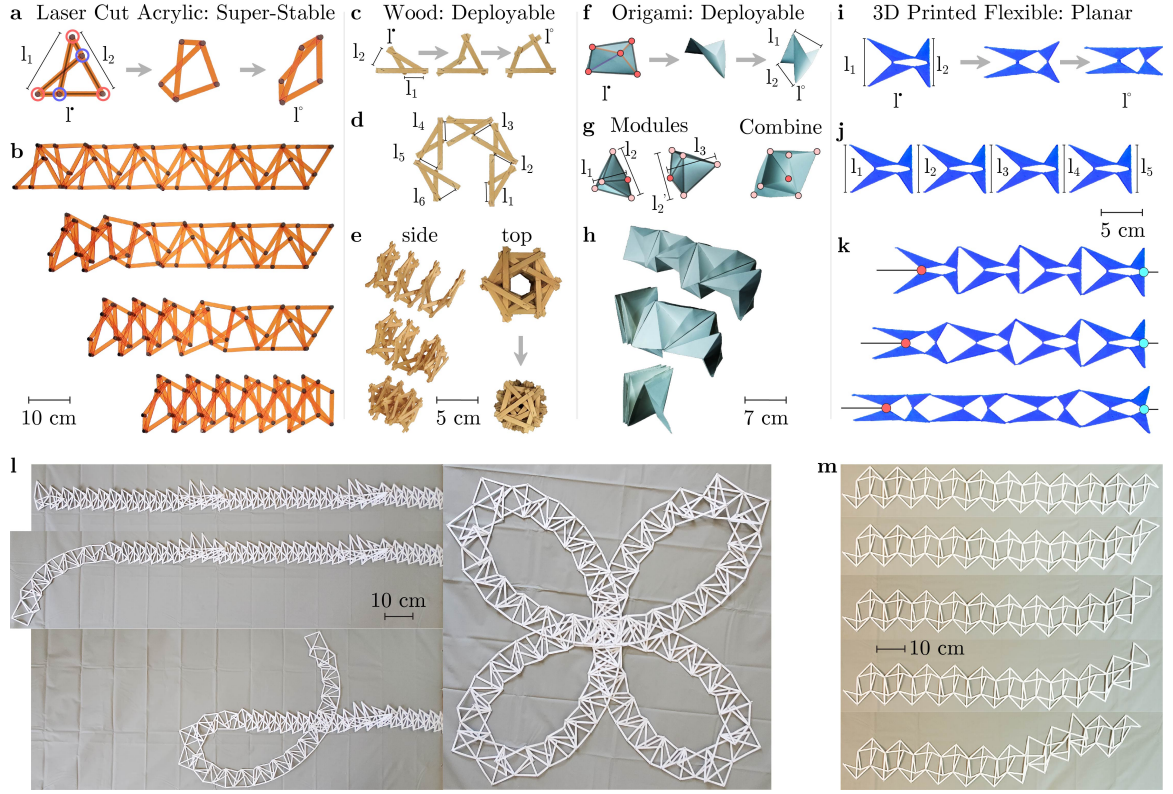 a Laser Cut Acrylic: Super-Stable
l₁ l₂
l•
l°
b
10 cm
c Wood: Deployable
l•
l°
l₂
l₁
d
l₄ l₃
l₅ l₂
l₆ l₁
e side top
5 cm
f Origami: Deployable
l₁
l₂
l•
l°
g Modules Combine
l₁ l₂ l₃
l₂'
h
7 cm
i 3D Printed Flexible: Planar
l₁ l₂
l•
l°
j
l₁ l₂ l₃ l₄ l₅
5 cm
k
l
10 cm
m
10 cm